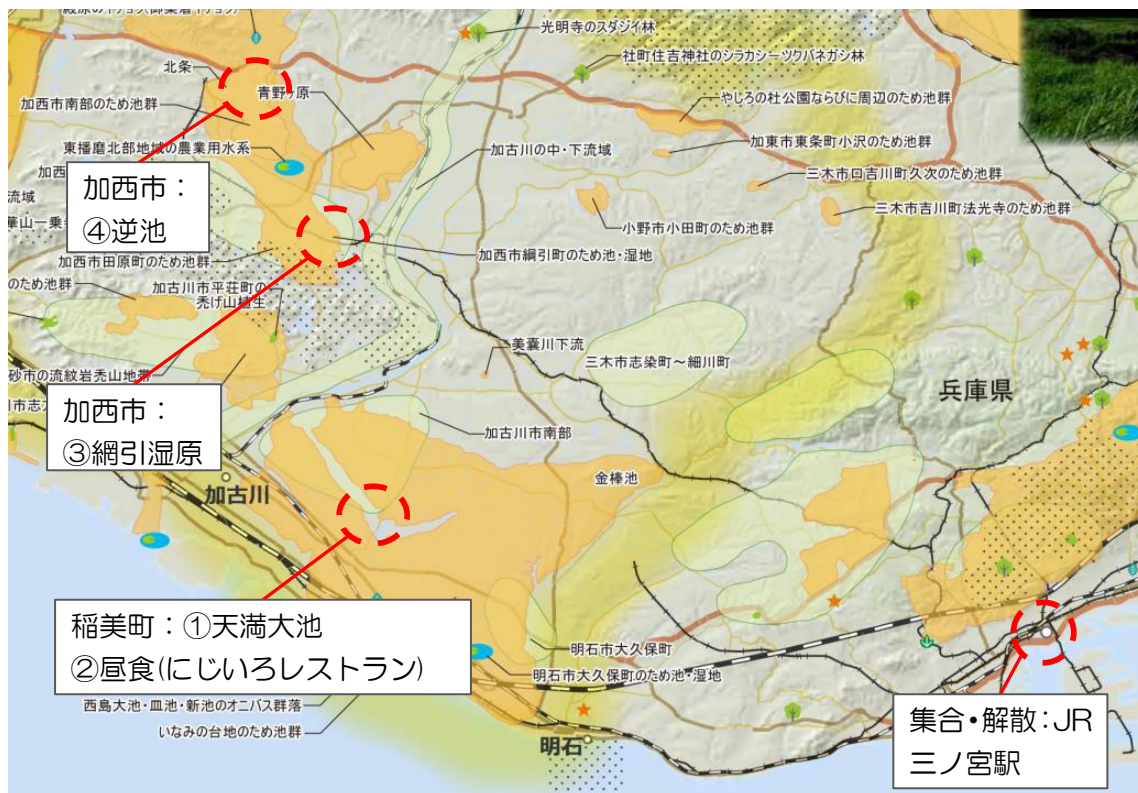 光明寺のスダジイ林
社町住吉神社のシラカシーツクバネガシ林
北条
青野ヶ原
やしろの杜公園ならびに周辺のため池群
加西市南部のため池群
加東市東条町小沢のため池群
東播磨北部地域の農業用水系
加古川の中・下流域
三木市口吉川町久次のため池群
流域
加西市:
④逆池
小野市小田町のため池群
三木市吉川町法光寺のため池群
加西市網引町のため池・湿地
加西市田原町のため池群
のため池群
加古川市平荘町の
禿げ山植生
美嚢川下流
三木市志染町～細川町
兵庫県
砂市の流紋岩禿山地帯
加西市:
③網引湿原
加古川市南部
金棒池
加古川
稲美町:①天満大池
②昼食(にじいろレストラン)
明石市大久保町
明石市大久保町のため池・湿地
西島大池・皿池・新池のオニバス群落
いなみの台地のため池群
明石
集合・解散:JR
三ノ宮駅